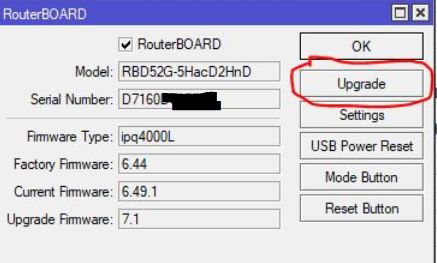 RouterBOARD
RouterBOARD
OK
Model: RBD52G-5HacD2HnD
Upgrade
Serial Number: D7160
Settings
Firmware Type: ipq4000L
USB Power Reset
Factory Firmware: 6.44
Mode Button
Current Firmware: 6.49.1
Reset Button
Upgrade Firmware: 7.1